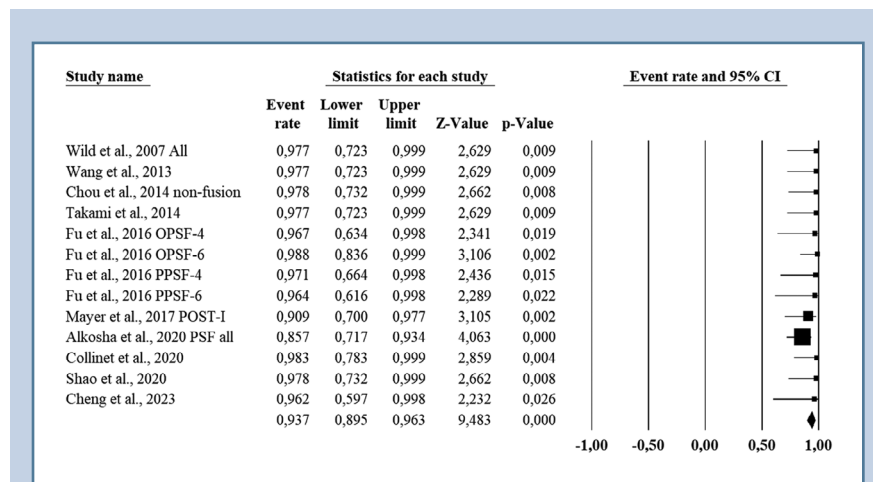 Study name Statistics for each study Event rate and 95% CI
Event Lower Upper
rate limit limit Z-Value p-Value
Wild et al., 2007 All 0,977 0,723 0,999 2,629 0,009
Wang et al., 2013 0,977 0,723 0,999 2,629 0,009
Chou et al., 2014 non-fusion 0,978 0,732 0,999 2,662 0,008
Takami et al., 2014 0,977 0,723 0,999 2,629 0,009
Fu et al., 2016 OPSF-4 0,967 0,634 0,998 2,341 0,019
Fu et al., 2016 OPSF-6 0,988 0,836 0,999 3,106 0,002
Fu et al., 2016 PPSF-4 0,971 0,664 0,998 2,436 0,015
Fu et al., 2016 PPSF-6 0,964 0,616 0,998 2,289 0,022
Mayer et al., 2017 POST-I 0,909 0,700 0,977 3,105 0,002
Alkosha et al., 2020 PSF all 0,857 0,717 0,934 4,063 0,000
Collinet et al., 2020 0,983 0,783 0,999 2,859 0,004
Shao et al., 2020 0,978 0,732 0,999 2,662 0,008
Cheng et al., 2023 0,962 0,597 0,998 2,232 0,026
0,937 0,895 0,963 9,483 0,000
-1,00 -0,50 0,00 0,50 1,00